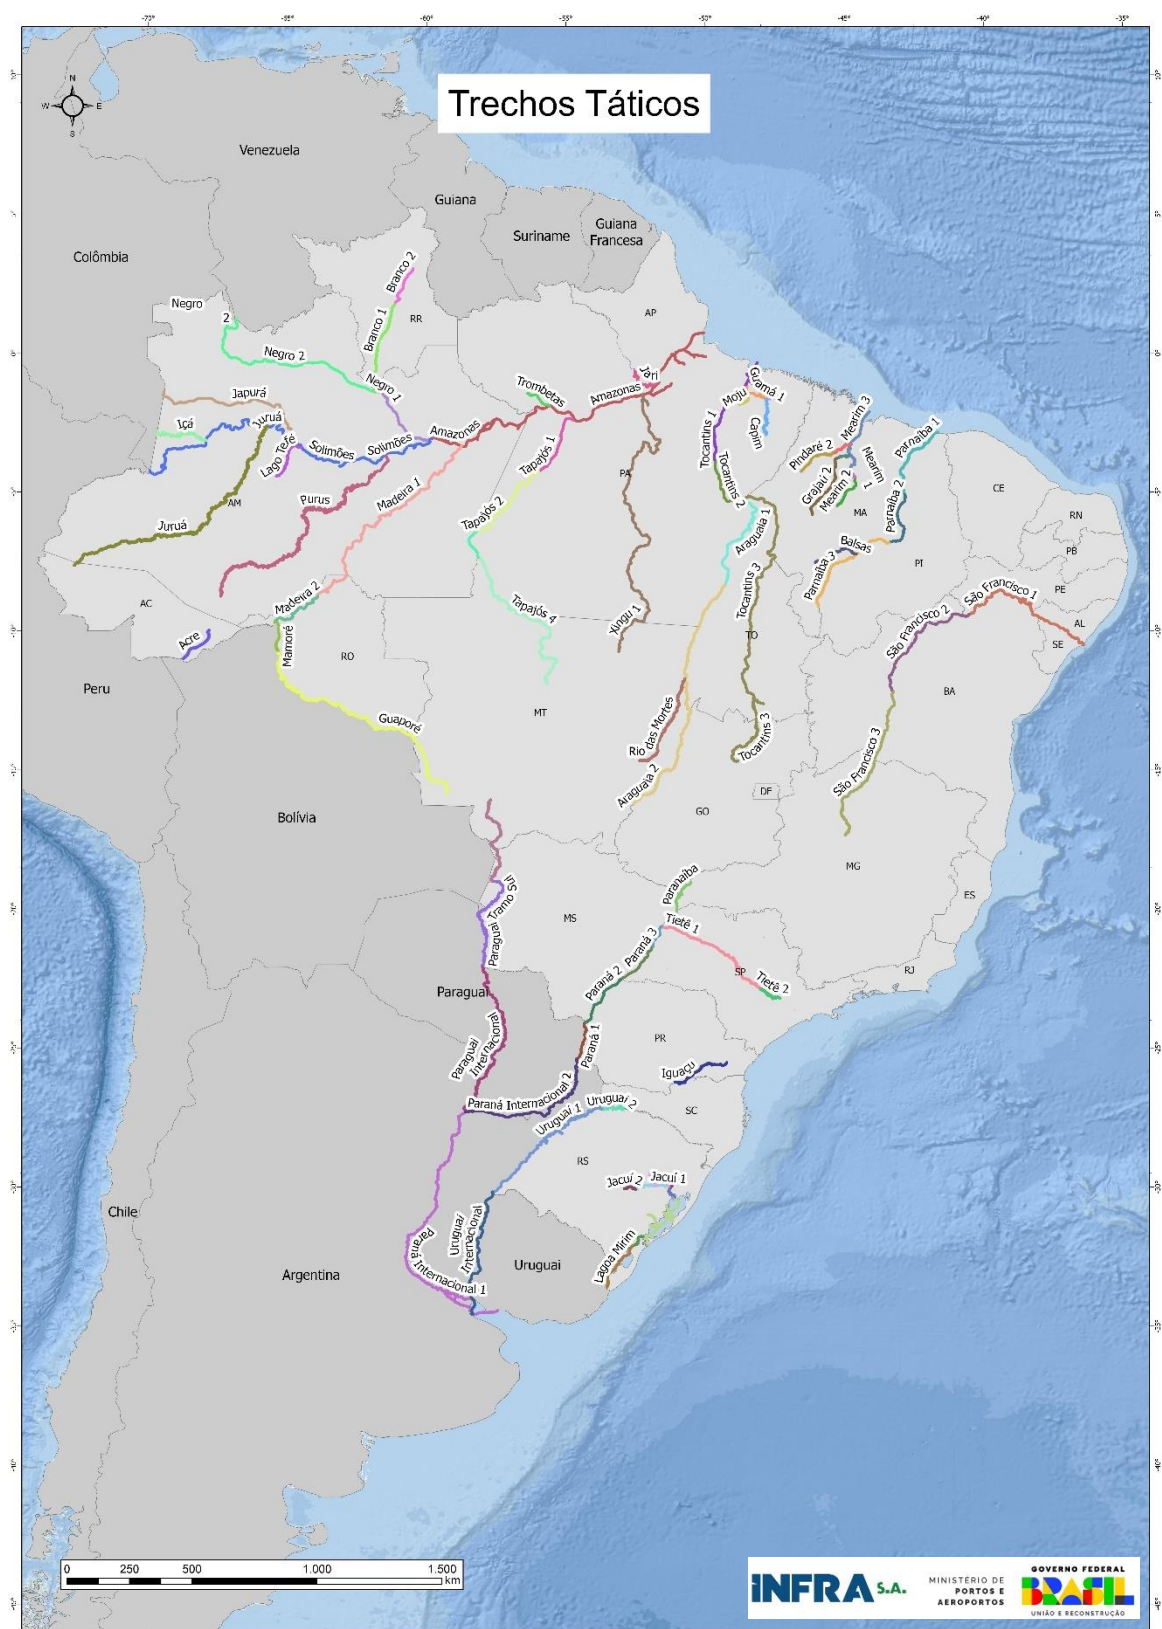 -70°
-60°
-55°
-50°
-45°
-40°
-35°
Trechos Táticos
N
W
E
S
Venezuela
Guiana
Suriname
Guiana
Francesa
Colômbia
Branco 2
Negro
2
Branco 1
RR
AP
Negro 2
Negro 1
Japurá
Içá
Juruá
Lago Tefé
Solimões
Solimões
Amazonas
Trombetas
Amazonas
Jari
Guamá 1
Moju
Capim
Tocantins 1
Tocantins 2
Tapajós 1
Tapajós 2
Madeira 1
Purus
AM
Juruá
PA
Mearim 3
Pindaré 2
Grajaú 2
Mearim 2
Mearim
1
MA
Parnaíba 1
Parnaíba 2
CE
RN
PB
PE
AL
SE
PI
Balsas
Parnaíba 3
Araguaia 1
Tocantins 3
TO
Xingu 1
Tapajós 4
Madeira 2
Mamoré
AC
Acre
RO
Guaporé
MT
São Francisco 1
São Francisco 2
BA
São Francisco 3
Peru
Rio das Mortes
Araguaia 2
Tocantins 3
DF
GO
Bolívia
MG
ES
Paranaíba
MS
Tramo Sul
Paraguai
Tietê 1
Tietê 2
SP
RJ
Paraná 3
Paraná 2
Paraná 1
Paraguai
Paraguai
Internacional
PR
Iguaçu
Paraná Internacional 2
Uruguai 1
Uruguai 2
SC
RS
Jacuí 2
Jacuí 1
Lagoa Mirim
Chile
Uruguai
Internacional
Paraná
Internacional 1
Uruguai
Argentina
0
250
500
1.000
1.500
km
INFRA S.A.
MINISTÉRIO DE
PORTOS E
AEROPORTOS
GOVERNO FEDERAL
BRASIL
UNIÃO E RECONSTRUÇÃO